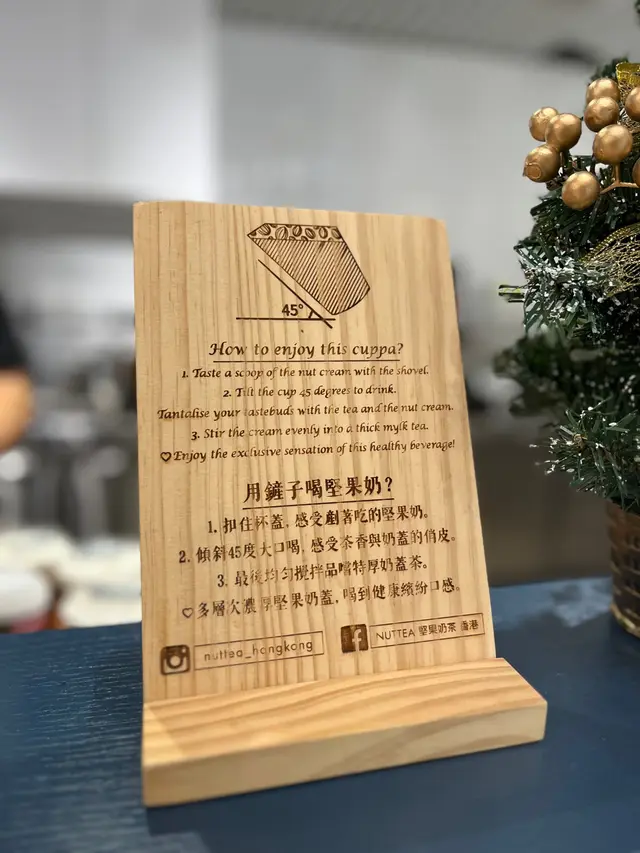 45°
How to enjoy this cuppa?
1. Taste a scoop of the nut cream with the shovel.
2. Tilt the cup 45 degrees to drink.
Tantalise your tastebuds with the tea and the nut cream.
3. Stir the cream evenly into a thick mylk tea.
♡Enjoy the exclusive sensation of this healthy beverage!
用鏟子喝堅果奶?
1. 扣住杯蓋, 感受剷著吃的堅果奶。
2. 傾斜45度大口喝, 感受茶香與奶蓋的俏皮。
3. 最後均勻攪拌品嚐特厚奶蓋茶。
♡多層次濃厚堅果奶蓋, 喝到健康繽紛口感。
nuttea_hongkong
f NUTTEA 堅果奶茶 香港